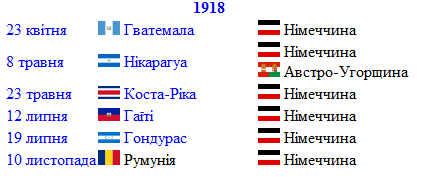 1918
23 квітня Гватемала Німеччина
8 травня Нікарагуа Німеччина
Австро-Угорщина
23 травня Коста-Ріка Німеччина
12 липня Гаїті Німеччина
19 липня Гондурас Німеччина
10 листопада Румунія Німеччина